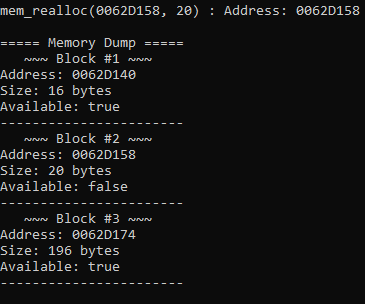 mem_realloc(0062D158, 20) : Address: 0062D158
===== Memory Dump =====
~~~ Block #1 ~~~
Address: 0062D140
Size: 16 bytes
Available: true
-----------------------
~~~ Block #2 ~~~
Address: 0062D158
Size: 20 bytes
Available: false
-----------------------
~~~ Block #3 ~~~
Address: 0062D174
Size: 196 bytes
Available: true
-----------------------